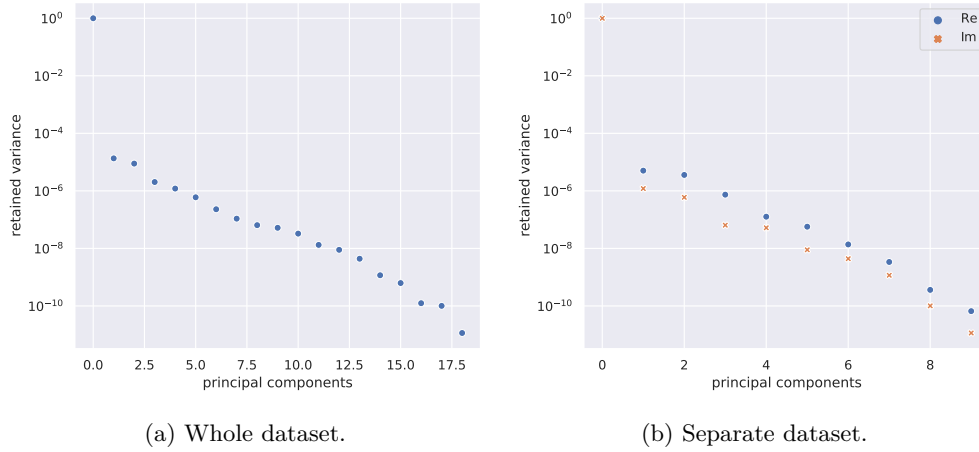 10^0
10^−2
10^−4
10^−6
10^−8
10^−10
retained variance
0.0 2.5 5.0 7.5 10.0 12.5 15.0 17.5
principal components
(a) Whole dataset.
10^0
10^−2
10^−4
10^−6
10^−8
10^−10
retained variance
Re
Im
0 2 4 6 8
principal components
(b) Separate dataset.